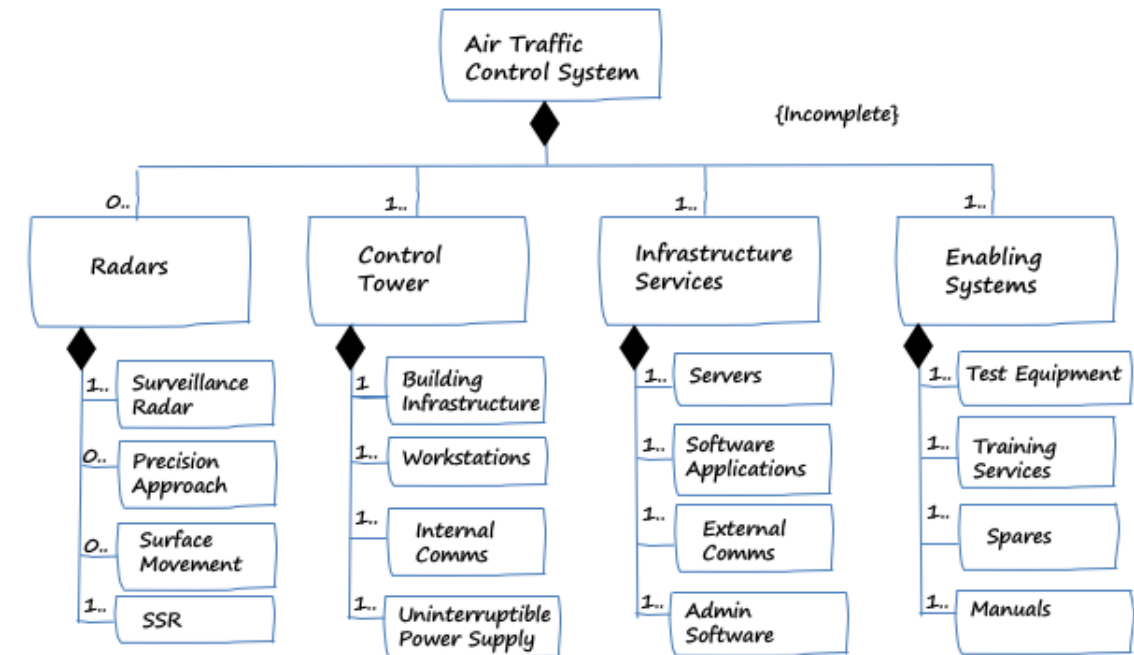 Air Traffic
Control System
{Incomplete}
0..
1..
1..
1..
Radars
Control
Tower
Infrastructure
Services
Enabling
Systems
1..
Surveillance
Radar
0..
Precision
Approach
0..
Surface
Movement
1..
SSR
1
Building
Infrastructure
1..
Workstations
1..
Internal
Comms
1..
Uninterruptible
Power Supply
1..
Servers
1..
Software
Applications
1..
External
Comms
1..
Admin
Software
1..
Test Equipment
1..
Training
Services
1..
Spares
1..
Manuals